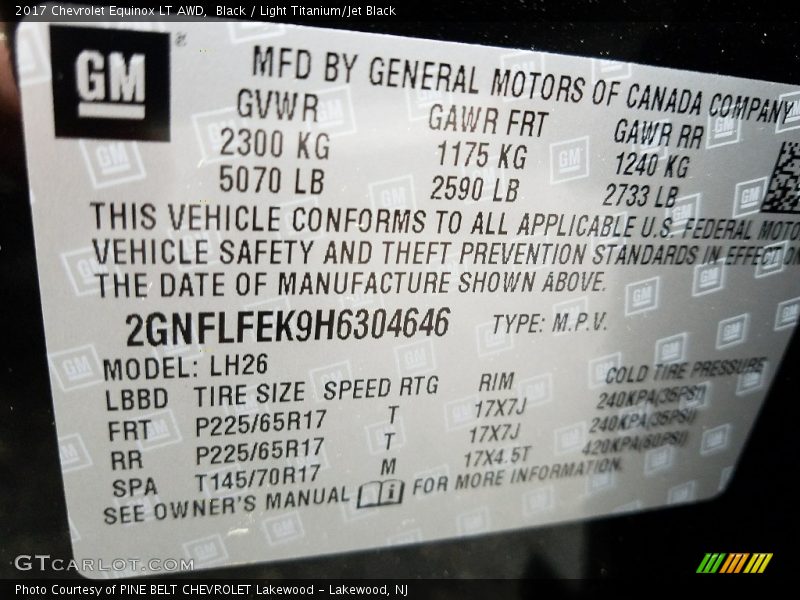 2017 Chevrolet Equinox LT AWD, Black / Light Titanium/Jet Black
GM
MFD BY GENERAL MOTORS OF CANADA COMPANY
GVWR GAWR FRT GAWR RR
2300 KG 1175 KG 1240 KG
5070 LB 2590 LB 2733 LB
THIS VEHICLE CONFORMS TO ALL APPLICABLE U.S. FEDERAL MOTO
VEHICLE SAFETY AND THEFT PREVENTION STANDARDS IN EFFECT ON
THE DATE OF MANUFACTURE SHOWN ABOVE.
2GNFLFEK9H6304646 TYPE: M.P.V.
MODEL: LH26
LBBD TIRE SIZE SPEED RTG RIM COLD TIRE PRESSURE
FRT P225/65R17 T 17X7J 240KPA(35PSI)
RR P225/65R17 T 17X7J 240KPA(35PSI)
SPA T145/70R17 M 17X4.5T 420KPA(60PSI)
SEE OWNER'S MANUAL FOR MORE INFORMATION.
GTCarLot.com
Photo Courtesy of PINE BELT CHEVROLET Lakewood - Lakewood, NJ